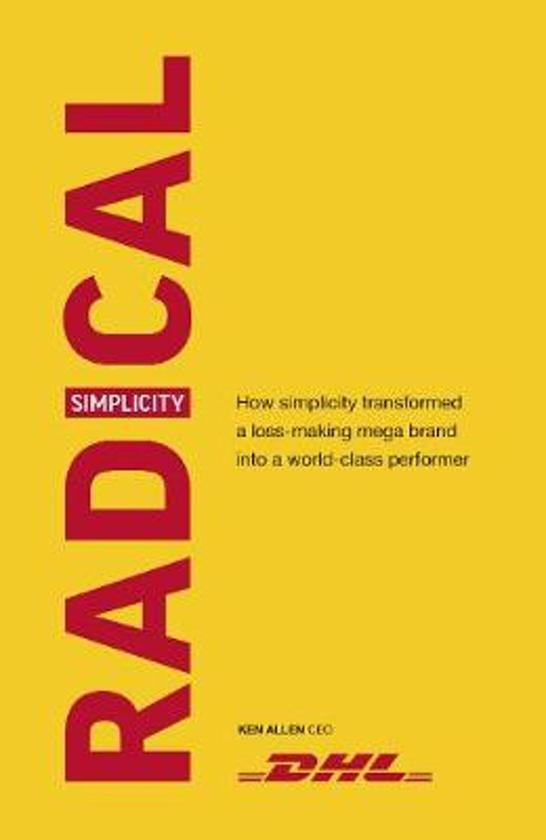 RADICAL
SIMPLICITY
How simplicity transformed
a loss-making mega brand
into a world-class performer
KEN ALLEN CEO
DHL